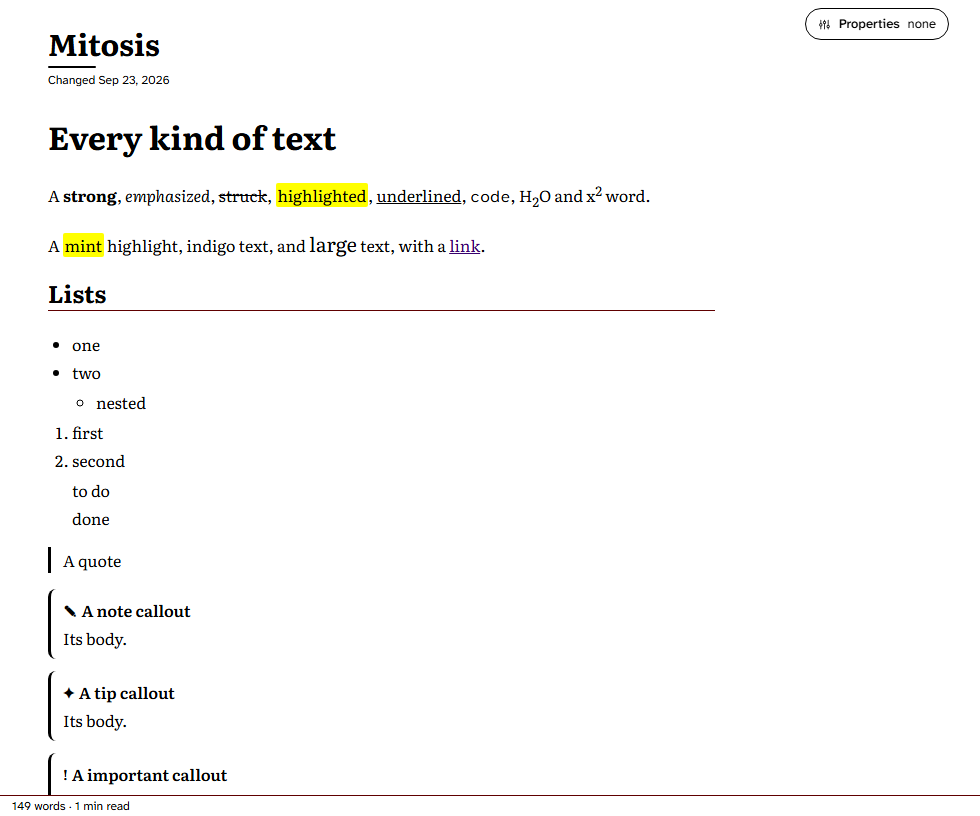 Properties none
Mitosis
Changed Sep 23, 2026
Every kind of text
A strong, emphasized, struck, highlighted, underlined, code, H₂O and x² word.
A mint highlight, indigo text, and large text, with a link.
Lists
• one
• two
◦ nested
1. first
2. second
to do
done
A quote
✎ A note callout
Its body.
✦ A tip callout
Its body.
! A important callout
149 words · 1 min read